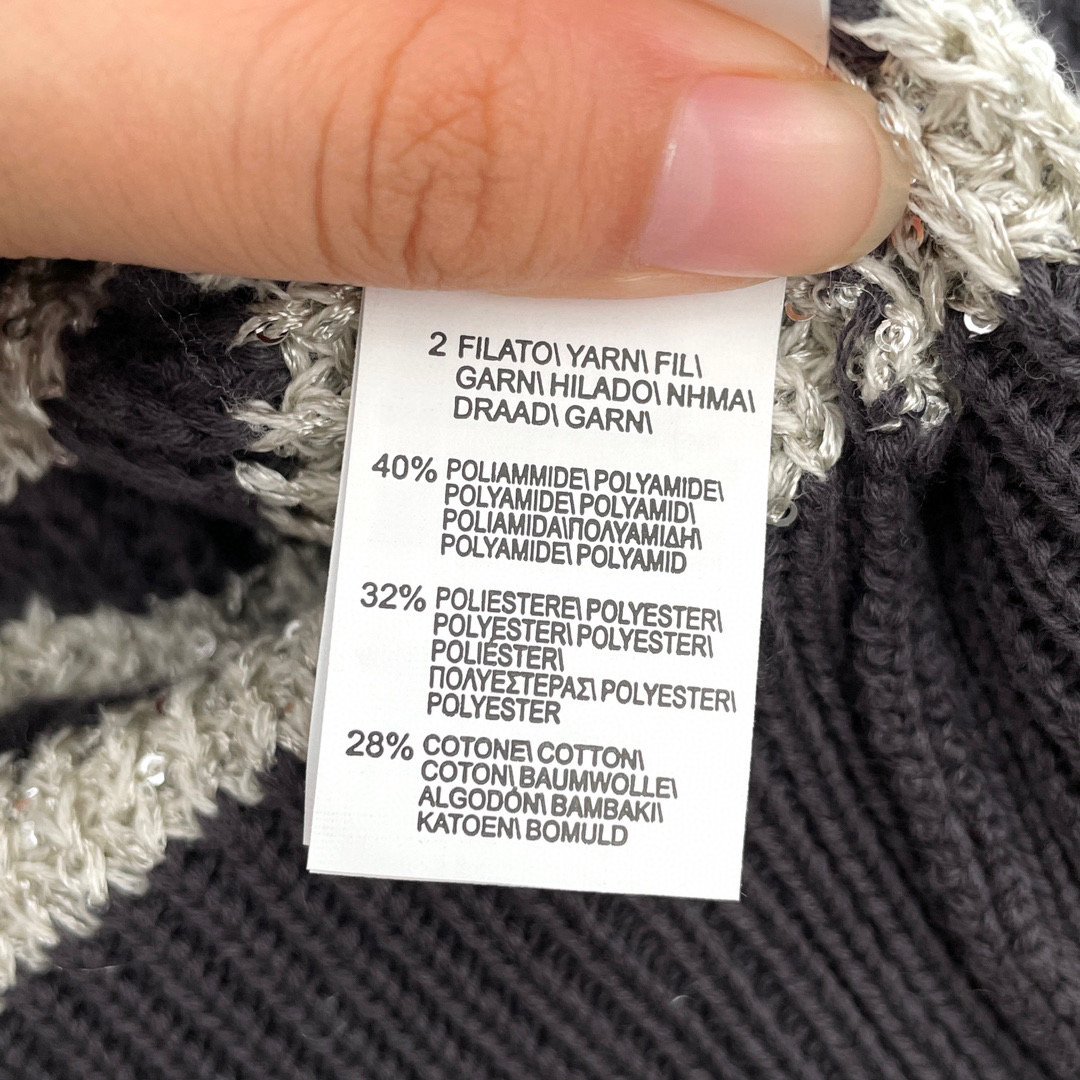 2 FILATO\ YARN\ FIL\
GARN\ HILADO\ NHMA\
DRAAD\ GARN\
40% POLIAMMIDE\ POLYAMIDE\
POLYAMIDE\ POLYAMID\
POLIAMIDA\ΠΟΛΥΑΜΙΔΗ\
POLYAMIDE\ POLYAMID
32% POLIESTERE\ POLYESTER\
POLYESTER\ POLYESTER\
POLIÉSTER\
ΠΟΛΥΕΣΤΕΡΑΣ\ POLYESTER\
POLYESTER
28% COTONE\ COTTON\
COTON\ BAUMWOLLE\
ALGODÓN\ BAMBAKI\
KATOEN\ BOMULD